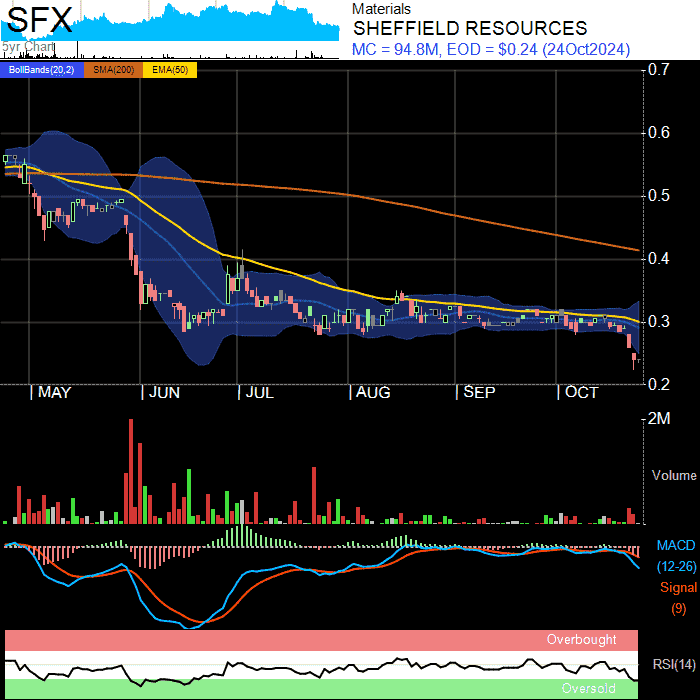 SFX
5yr Chart
Materials
SHEFFIELD RESOURCES
MC = 94.8M, EOD = $0.24 (24Oct2024)
BollBands(20,2) SMA(200) EMA(50)
0.7
0.6
0.5
0.4
0.3
0.2
MAY JUN JUL AUG SEP OCT
2M
Volume
MACD
(12-26)
Signal
(9)
Overbought
RSI(14)
Oversold